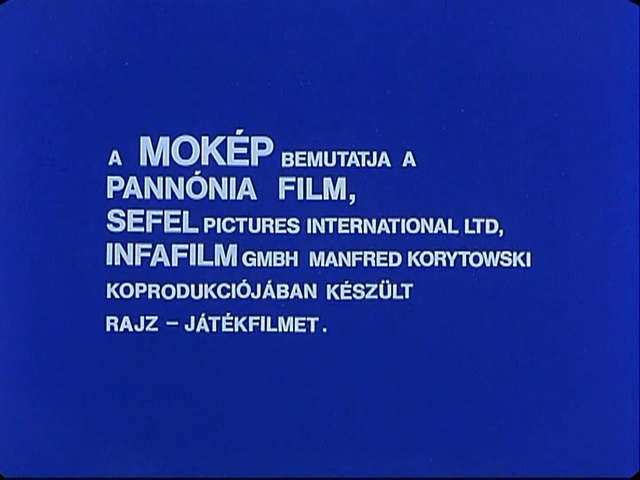 A MOKÉP BEMUTATJA A
PANNÓNIA FILM,
SEFEL PICTURES INTERNATIONAL LTD,
INFAFILM GMBH MANFRED KORYTOWSKI
KOPRODUKCIÓJÁBAN KÉSZÜLT
RAJZ – JÁTÉKFILMET.